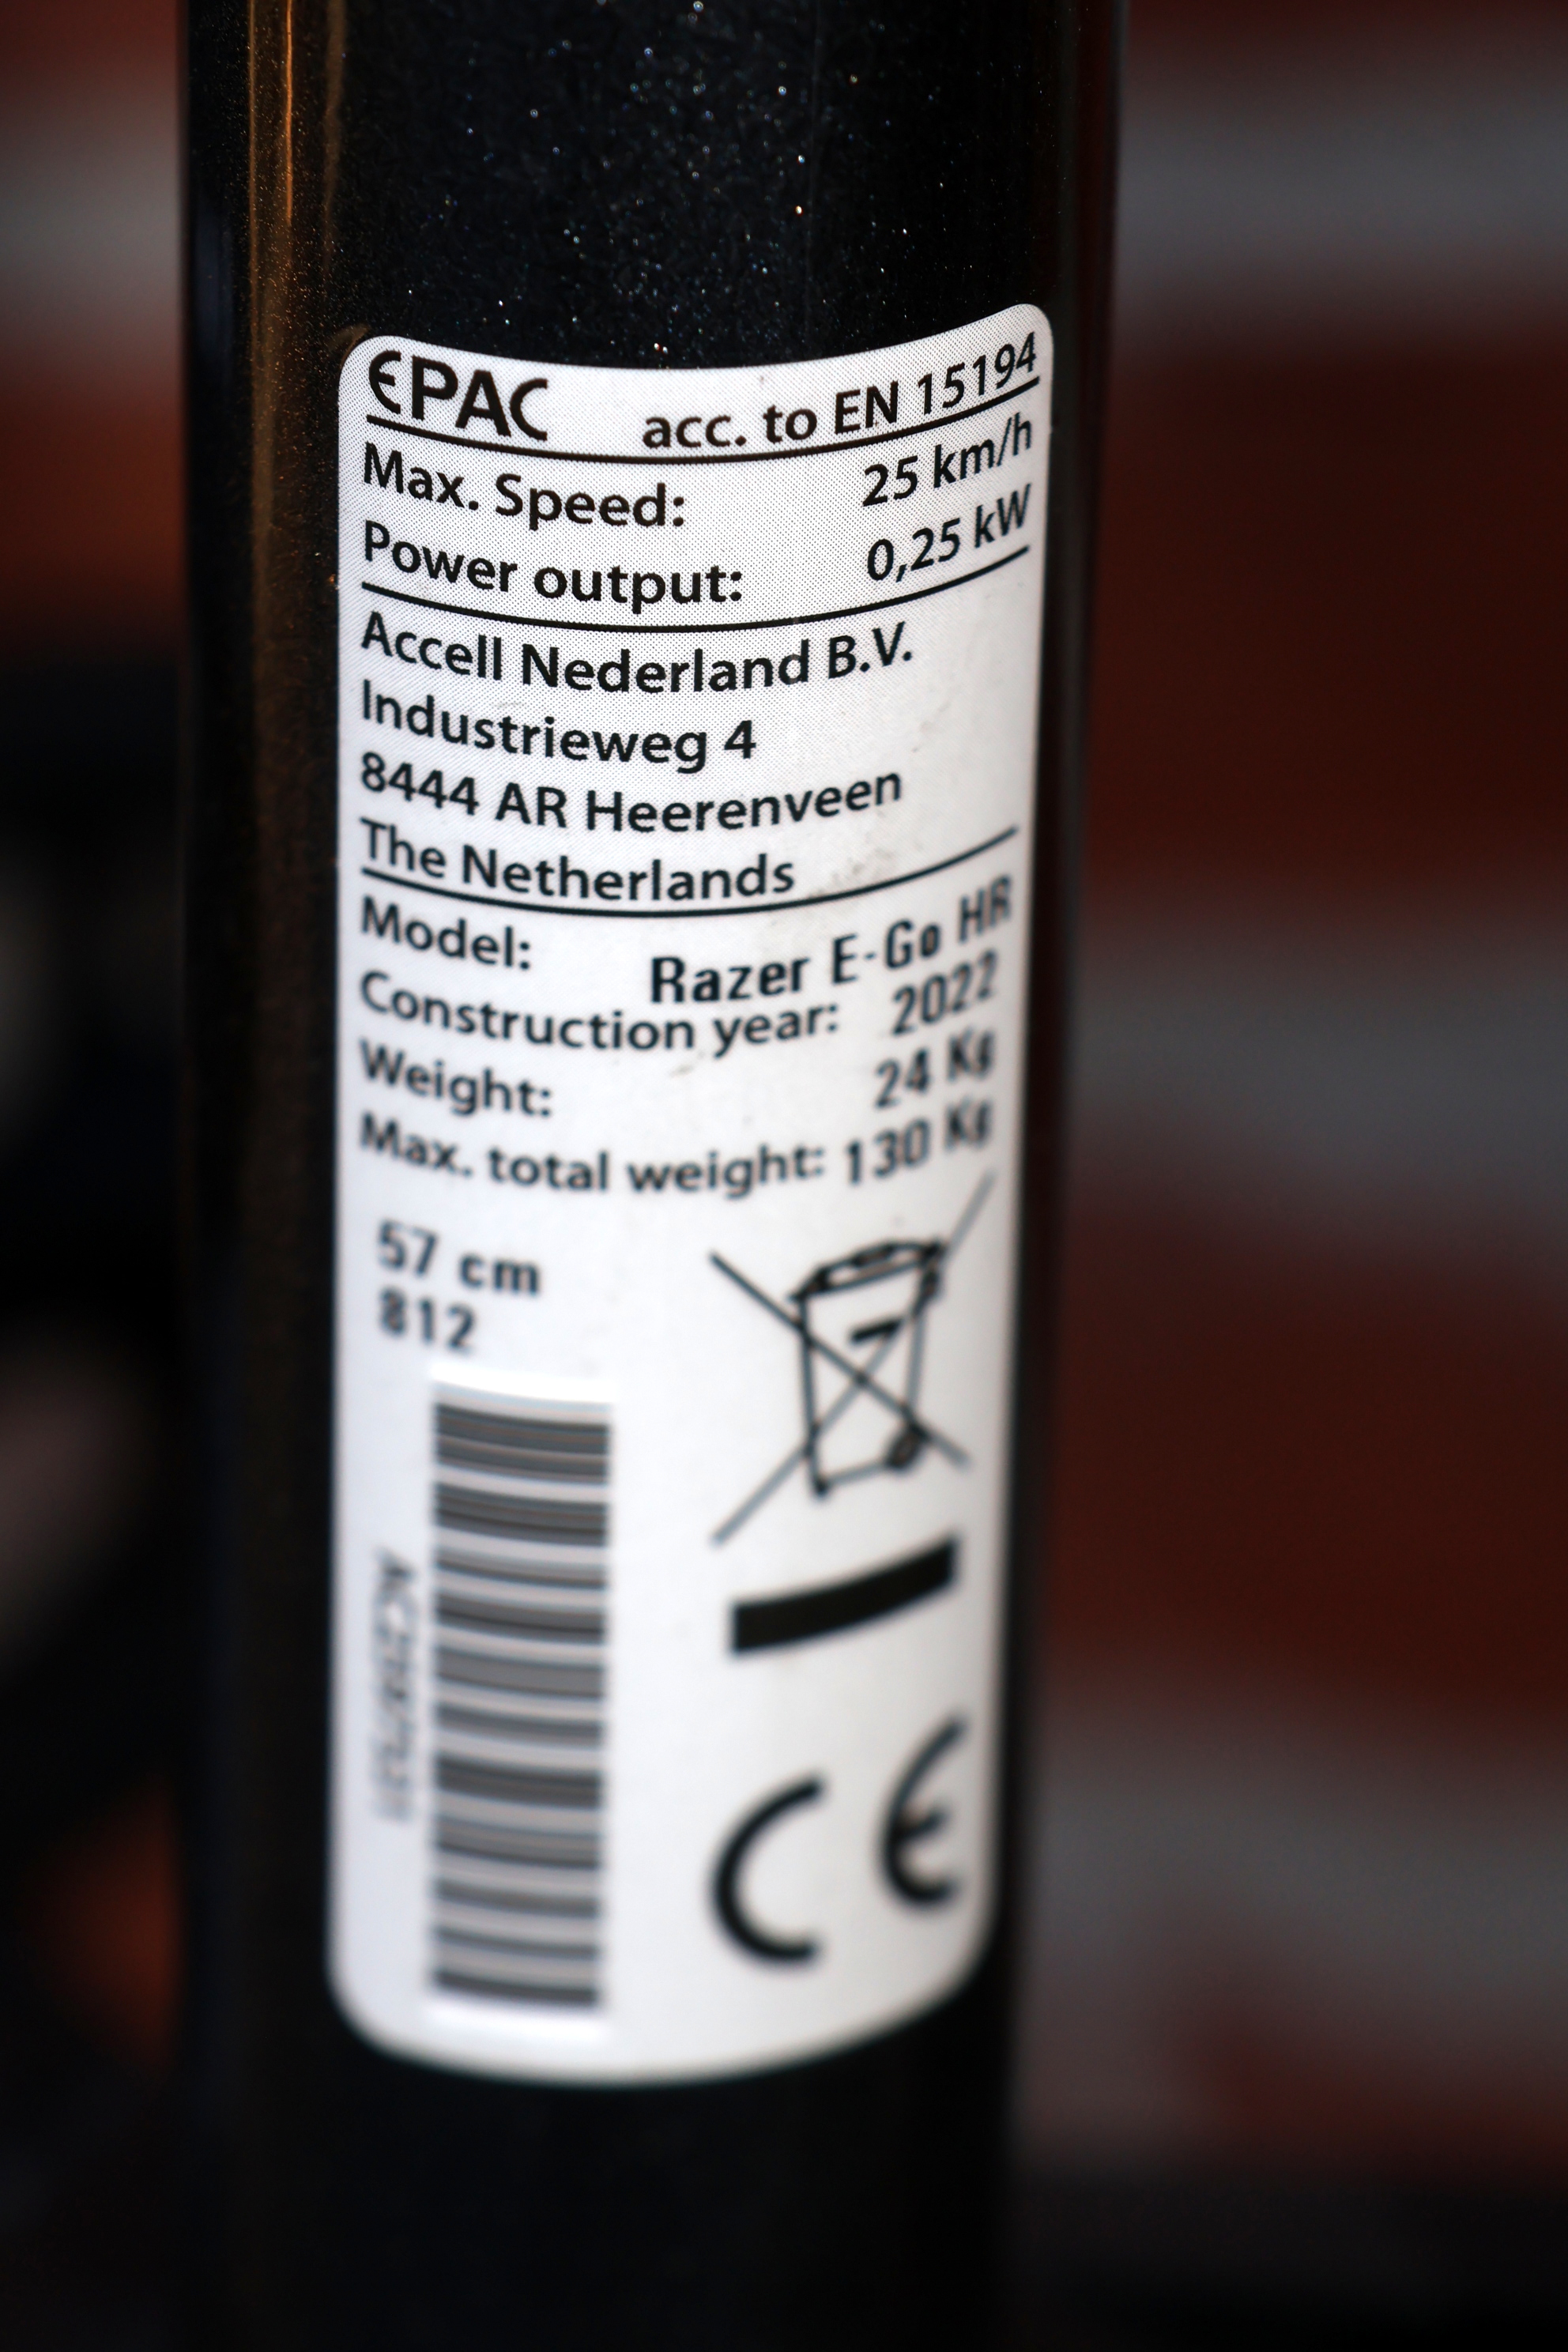 EPAC acc. to EN 15194
Max. Speed: 25 km/h
Power output: 0,25 kW
Accell Nederland B.V.
Industrieweg 4
8444 AR Heerenveen
The Netherlands
Model: Razer E-Go HR
Construction year: 2022
Weight: 24 Kg
Max. total weight: 130 Kg
57 cm
812
CE